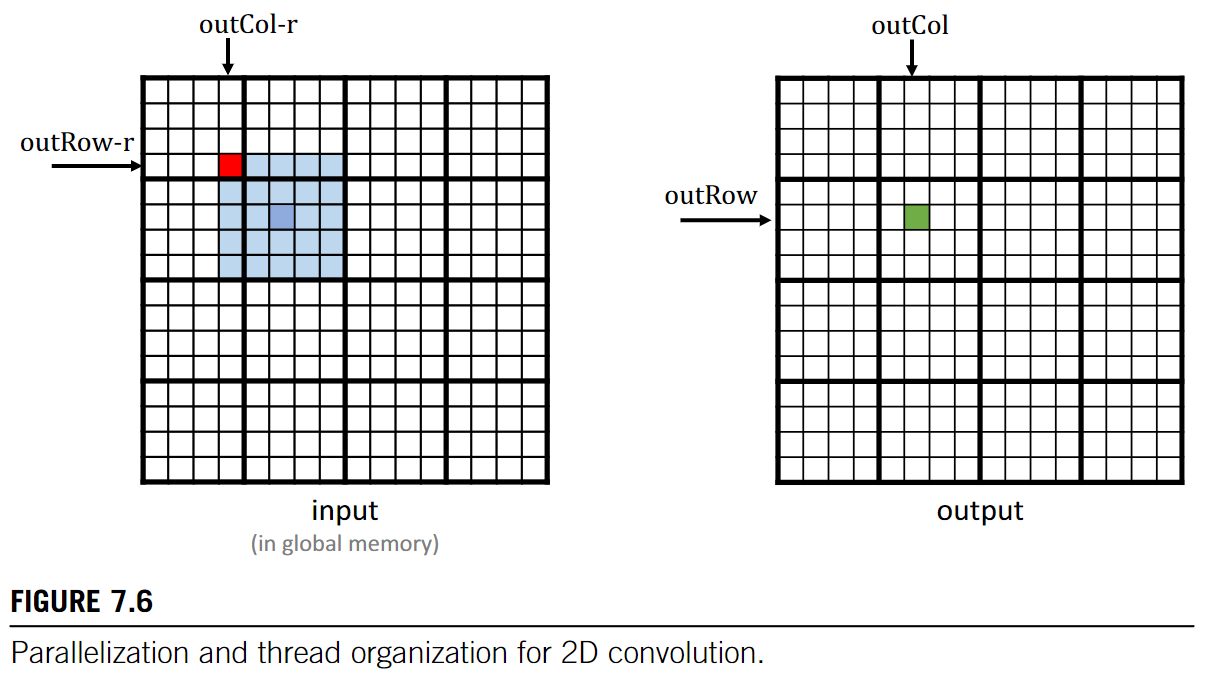 outCol-r
outCol
outRow-r
outRow
input
output
(in global memory)
FIGURE 7.6
Parallelization and thread organization for 2D convolution.